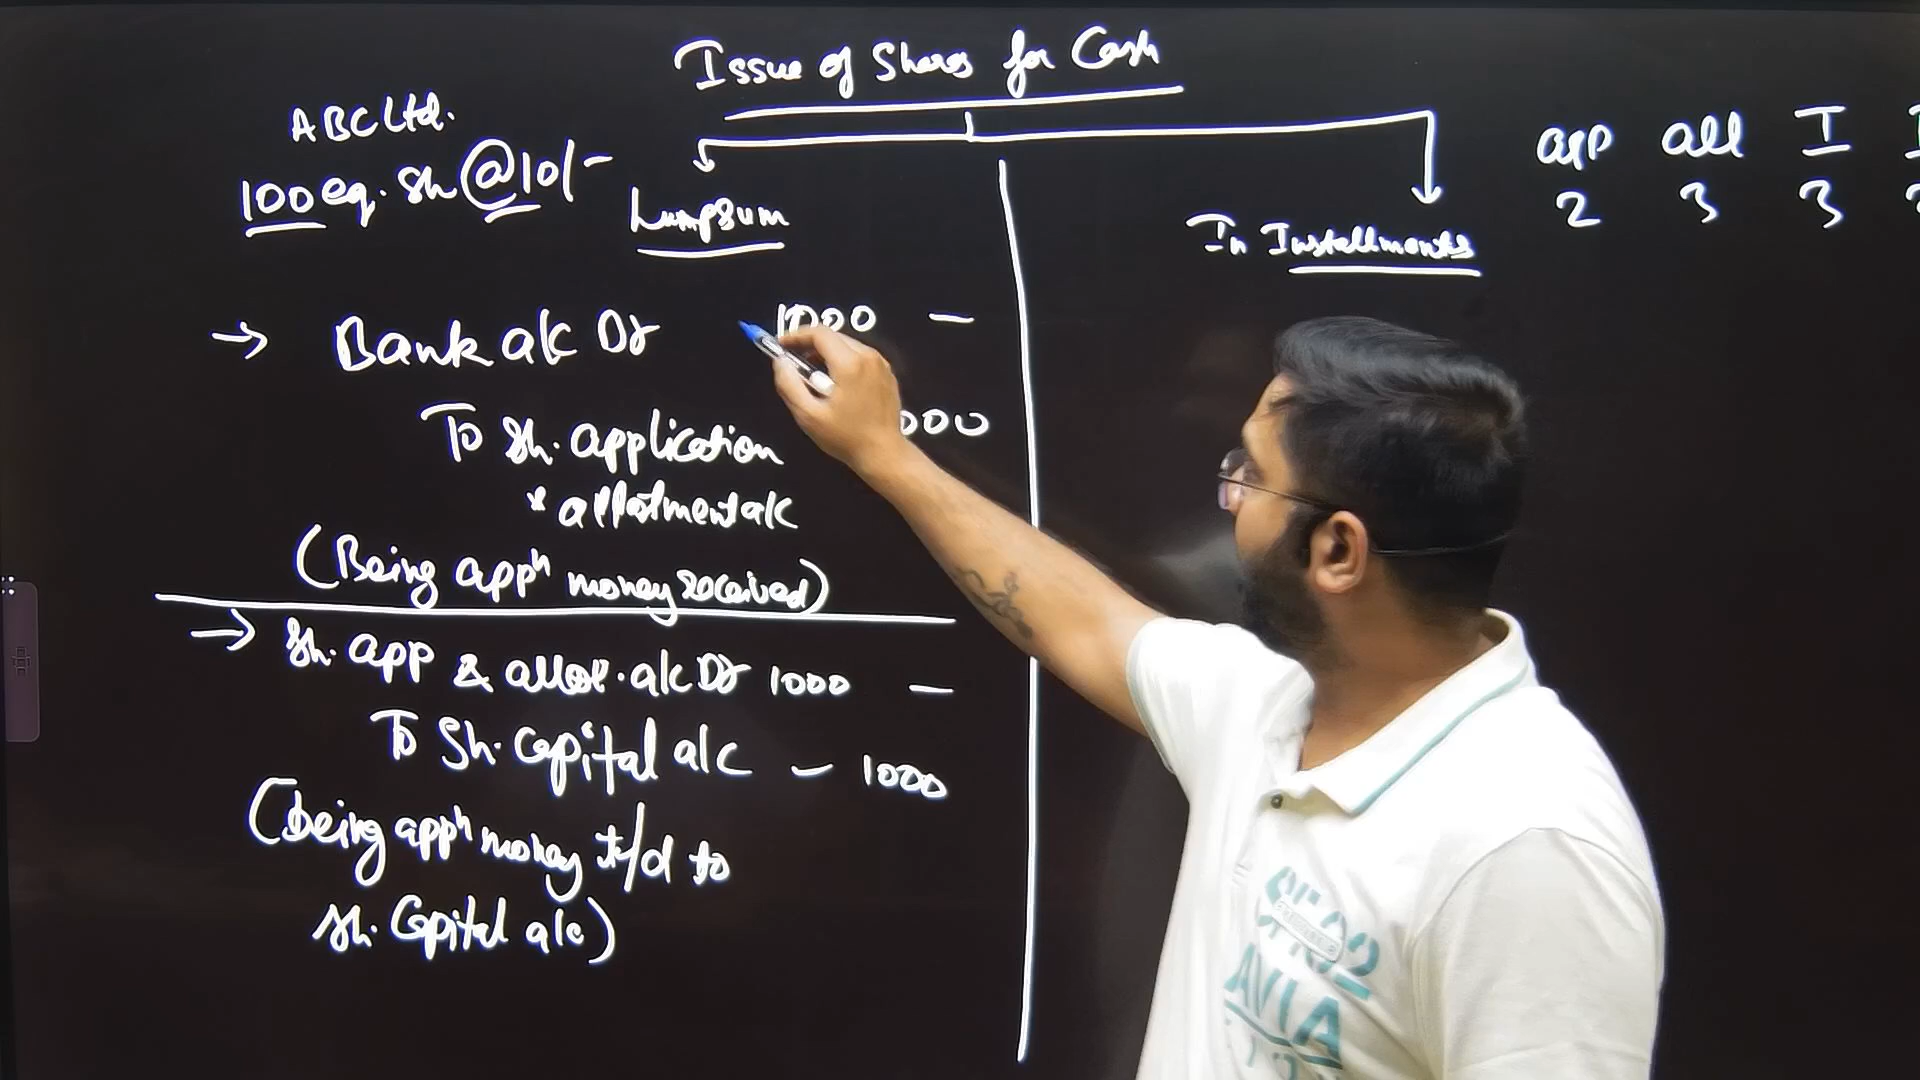 Issue of Shares for Cash
ABC Ltd.
100 eq. sh @ 10/-
Lumpsum
In Installments
app all I
2 3 3
→ Bank a/c Dr 1000 —
To Sh. application 000
& allotment a/c
(Being appⁿ money received)
→ Sh. app & allot. a/c Dr 1000 —
To Sh. Capital a/c — 1000
(being appⁿ money t/d to
sh. Capital a/c)
AVIA